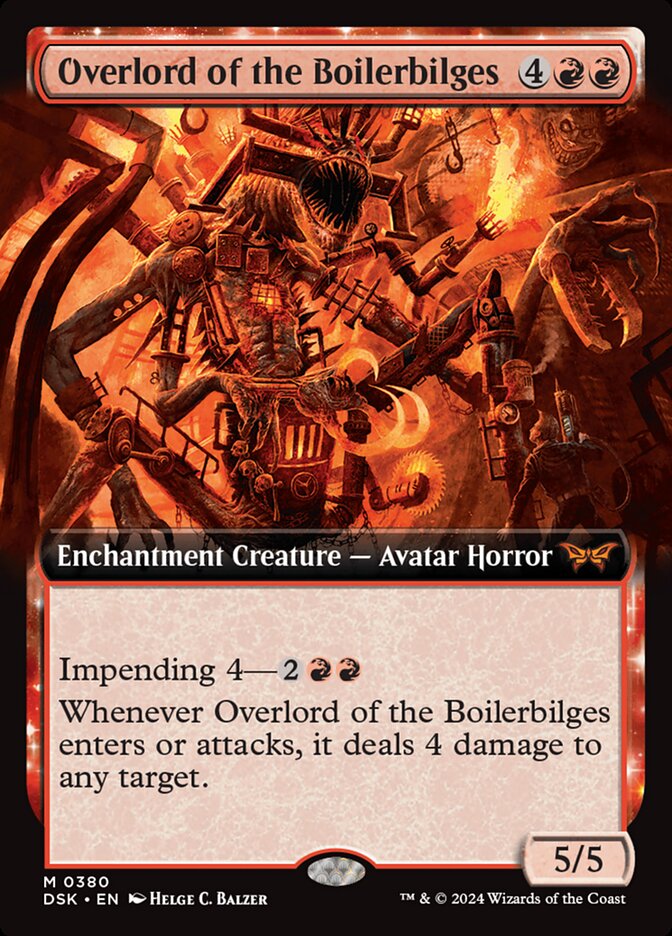 Overlord of the Boilerbilges 4
Enchantment Creature — Avatar Horror
Impending 4—2
Whenever Overlord of the Boilerbilges
enters or attacks, it deals 4 damage to
any target.
5/5
M 0380
DSK • EN Helge C. Balzer
™ & © 2024 Wizards of the Coast